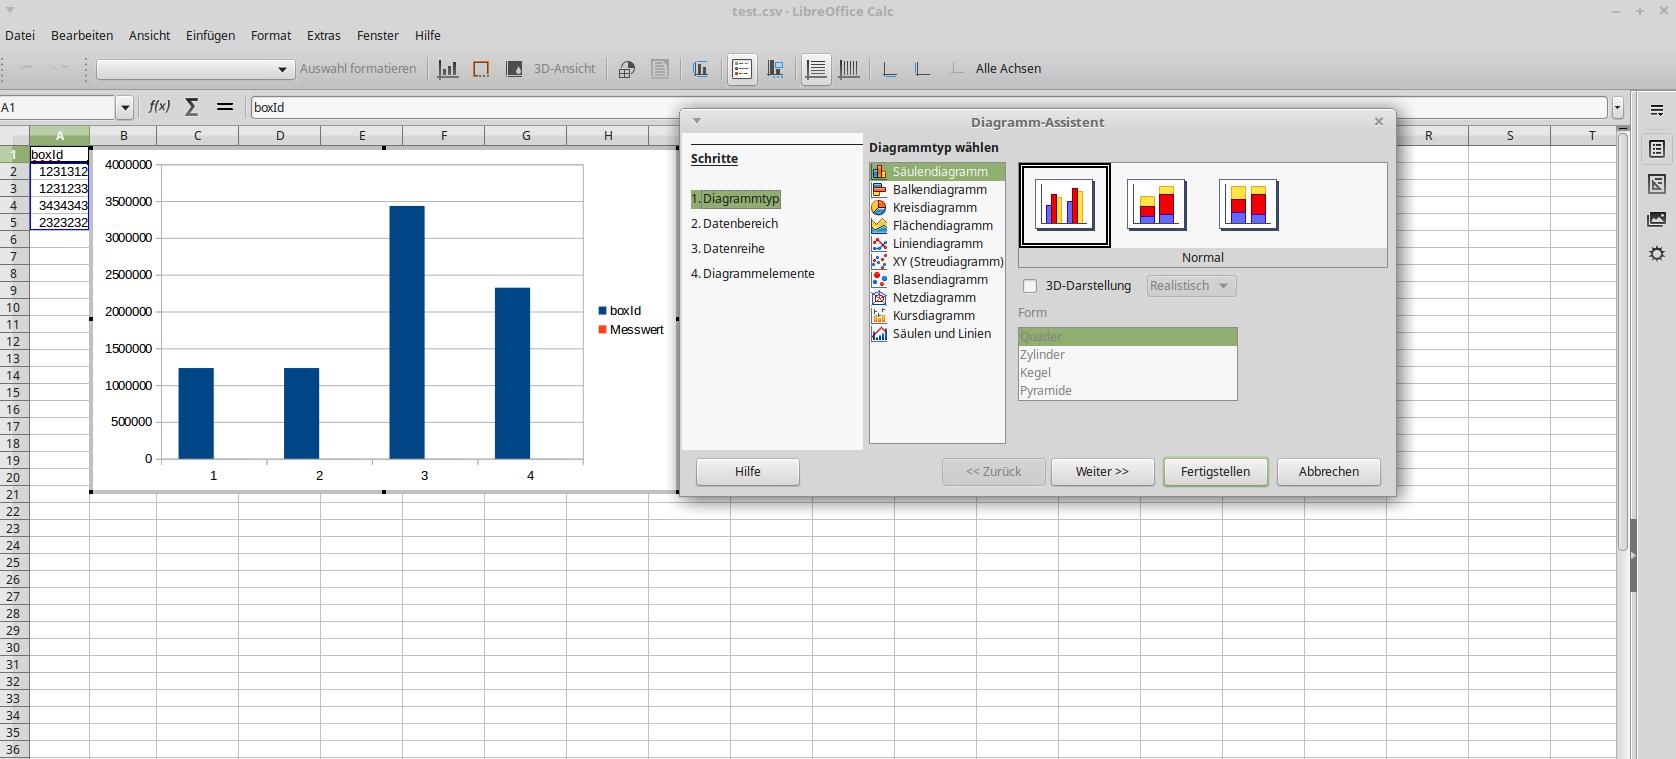 test.csv - LibreOffice Calc
Datei Bearbeiten Ansicht Einfügen Format Extras Fenster Hilfe
Auswahl formatieren 3D-Ansicht Alle Achsen
A1 f(x) Σ = boxId
A B C D E F G H R S T
1 boxId
2 1231312
3 1231233
4 3434343
5 2323232
6
7
8
9
10
11
12
13
14
15
16
17
18
19
20
21
22
23
24
25
26
27
28
29
30
31
32
33
34
35
36
4000000
3500000
3000000
2500000
2000000
1500000
1000000
500000
0
1 2 3 4
boxId
Messwert
Diagramm-Assistent
Schritte
1. Diagrammtyp
2. Datenbereich
3. Datenreihe
4. Diagrammelemente
Diagrammtyp wählen
Säulendiagramm
Balkendiagramm
Kreisdiagramm
Flächendiagramm
Liniendiagramm
XY (Streudiagramm)
Blasendiagramm
Netzdiagramm
Kursdiagramm
Säulen und Linien
Normal
3D-Darstellung Realistisch
Form
Quader
Zylinder
Kegel
Pyramide
Hilfe << Zurück Weiter >> Fertigstellen Abbrechen